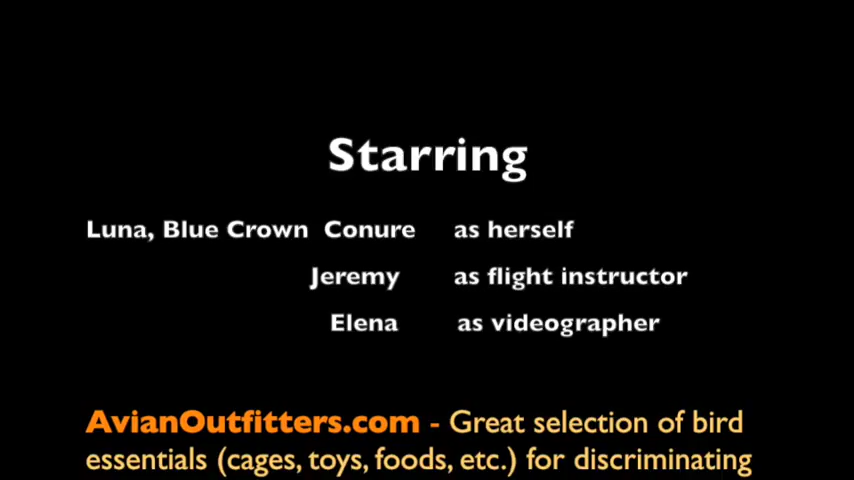 Starring
Luna, Blue Crown Conure as herself
Jeremy as flight instructor
Elena as videographer
AvianOutfitters.com - Great selection of bird
essentials (cages, toys, foods, etc.) for discriminating